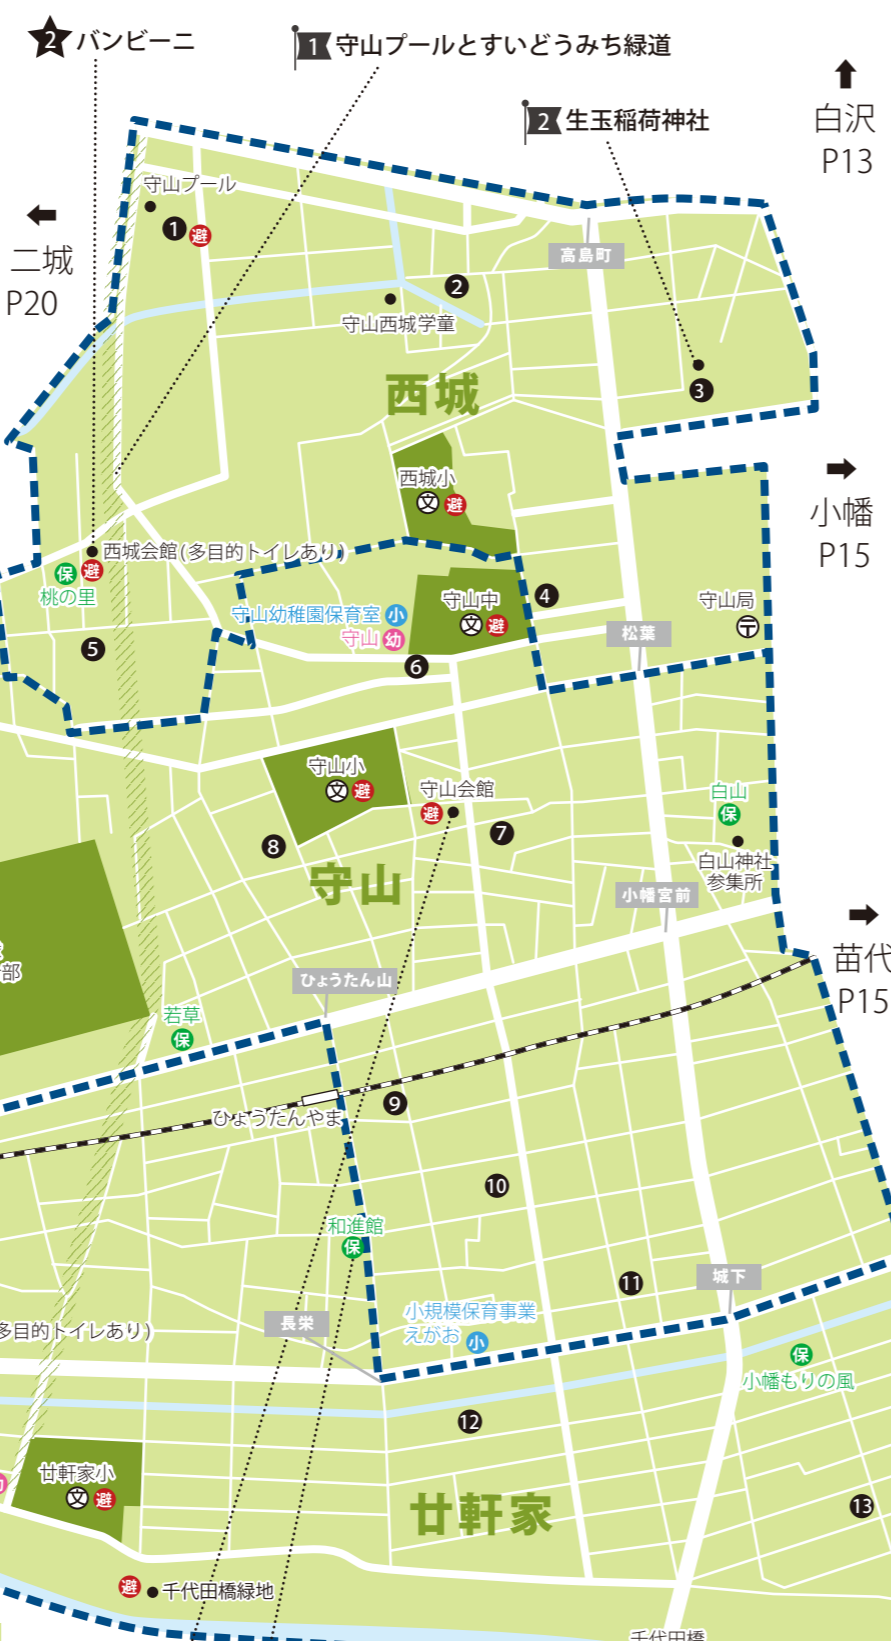 2 バンビーニ
1 守山プールとすいどうみち緑道
2 生玉稲荷神社
白沢
P13
二城
P20
守山プール
1 避
高島町
2
守山西城学童
西城
3
西城小
文 避
小幡
P15
西城会館(多目的トイレあり)
保 避
桃の里
守山幼稚園保育室 小
守山 幼
守山中
文 避
4
守山局
〒
松葉
5
6
守山小
文 避
守山会館
避
7
8
白山
保
白山神社
参集所
守山
小幡宮前
部
苗代
P15
ひょうたん山
若草
保
ひょうたんやま
9
10
和進館
保
11
城下
長栄
小規模保育事業
えがお 小
多目的トイレあり)
保
小幡もりの風
12
廿軒家小
文 避
廿軒家
13
避 千代田橋緑地
千代田橋